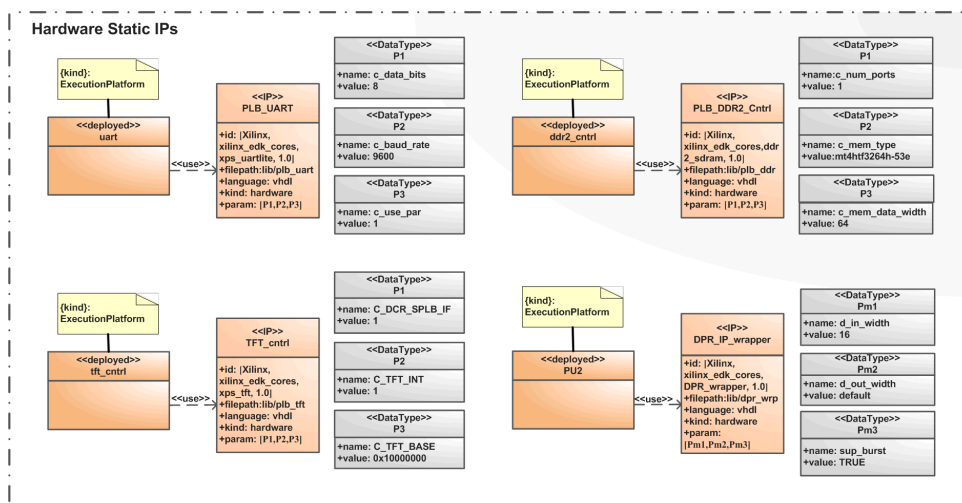 Hardware Static IPs
{kind}:
ExecutionPlatform
<<deployed>>
uart
<<use>>
<<IP>>
PLB_UART
+id: |Xilinx,
xilinx_edk_cores,
xps_uartlite, 1.0|
+filepath:lib/plb_uart
+language: vhdl
+kind: hardware
+param: |P1,P2,P3|
<<DataType>>
P1
+name: c_data_bits
+value: 8
<<DataType>>
P2
+name: c_baud_rate
+value: 9600
<<DataType>>
P3
+name: c_use_par
+value: 1
{kind}:
ExecutionPlatform
<<deployed>>
ddr2_cntrl
<<use>>
<<IP>>
PLB_DDR2_Cntrl
+id: |Xilinx,
xilinx_edk_cores,ddr
2_sdram, 1.0|
+filepath:lib/plb_ddr
+language: vhdl
+kind: hardware
+param: |P1,P2,P3|
<<DataType>>
P1
+name:c_num_ports
+value: 1
<<DataType>>
P2
+name: c_mem_type
+value:mt4htf3264h-53e
<<DataType>>
P3
+name: c_mem_data_width
+value: 64
{kind}:
ExecutionPlatform
<<deployed>>
tft_cntrl
<<use>>
<<IP>>
TFT_cntrl
+id: |Xilinx,
xilinx_edk_cores,
xps_tft, 1.0|
+filepath:lib/plb_tft
+language: vhdl
+kind: hardware
+param: |P1,P2,P3|
<<DataType>>
P1
+name: C_DCR_SPLB_IF
+value: 1
<<DataType>>
P2
+name: C_TFT_INT
+value: 1
<<DataType>>
P3
+name: C_TFT_BASE
+value: 0x10000000
{kind}:
ExecutionPlatform
<<deployed>>
PU2
<<use>>
<<IP>>
DPR_IP_wrapper
+id: |Xilinx,
xilinx_edk_cores,
DPR_wrapper, 1.0|
+filepath:lib/dpr_wrp
+language: vhdl
+kind: hardware
+param:
|Pm1,Pm2,Pm3|
<<DataType>>
Pm1
+name: d_in_width
+value: 16
<<DataType>>
Pm2
+name: d_out_width
+value: default
<<DataType>>
Pm3
+name: sup_burst
+value: TRUE